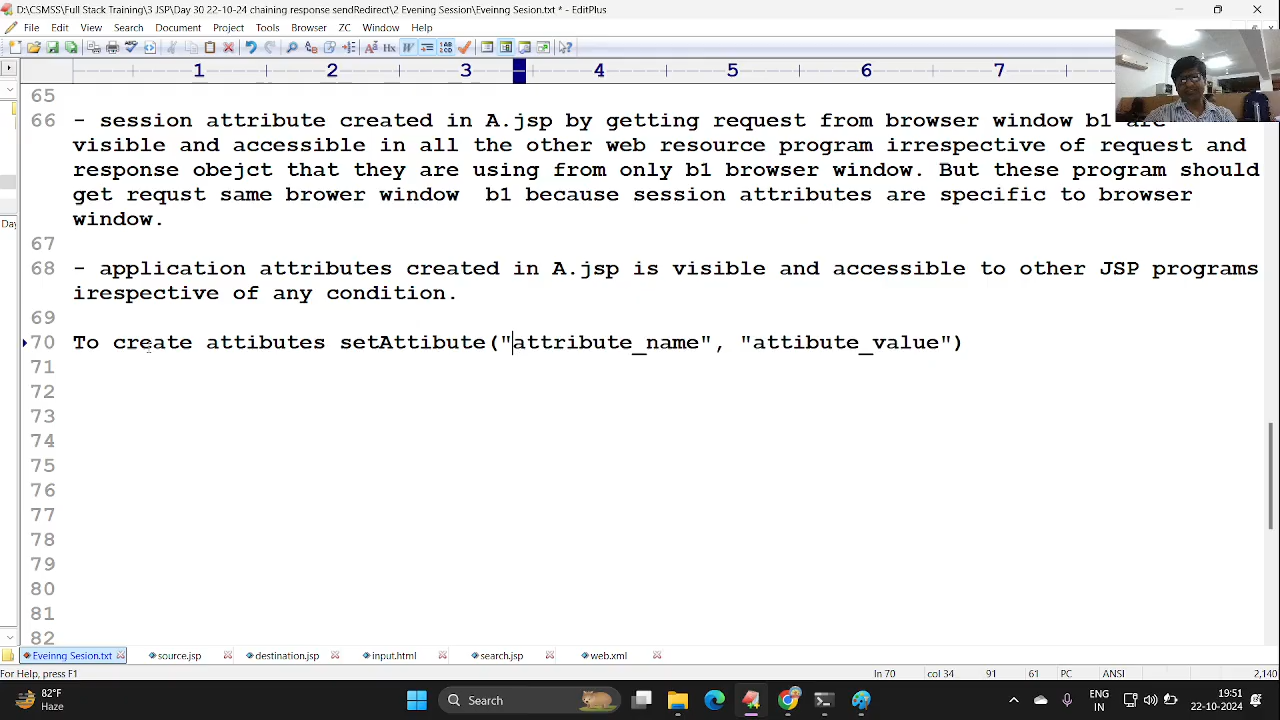 D:\CSMSS\Full Stack Training\3 JSP\Day 30 22-10-24 chaining response sendRedirect\2 Evening Session\Eveinng Sesion.txt * - EditPlus
File Edit View Search Document Project Tools Browser ZC Window Help
1 2 3 4 5 6 7
65
66 - session attribute created in A.jsp by getting request from browser window b1 are
visible and accessible in all the other web resource program irrespective of request and
response obejct that they are using from only b1 browser window. But these program should
get requst same brower window b1 because session attributes are specific to browser
window.
67
68 - application attributes created in A.jsp is visible and accessible to other JSP programs
irespective of any condition.
69
70 To create attibutes setAttibute("attribute_name", "attibute_value")
71
72
73
74
75
76
77
78
79
80
81
82
Day
Eveinng Sesion.txt source.jsp destination.jsp input.html search.jsp web.xml
For Help, press F1 ln 70 col 34 91 61 PC ANSI 2,140
82°F
Haze
Search
ENG
IN
19:51
22-10-2024